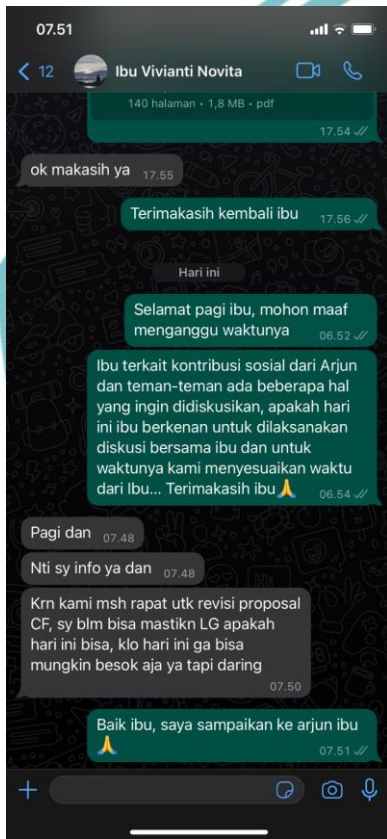 07.51
12
Ibu Vivianti Novita
140 halaman • 1,8 MB • pdf
17.54
ok makasih ya 17.55
Terimakasih kembali ibu 17.56
Hari ini
Selamat pagi ibu, mohon maaf
menganggu waktunya 06.52
Ibu terkait kontribusi sosial dari Arjun
dan teman-teman ada beberapa hal
yang ingin didiskusikan, apakah hari
ini ibu berkenan untuk dilaksanakan
diskusi bersama ibu dan untuk
waktunya kami menyesuaikan waktu
dari Ibu... Terimakasih ibu🙏 06.54
Pagi dan 07.48
Nti sy info ya dan 07.48
Krn kami msh rapat utk revisi proposal
CF, sy blm bisa mastikn LG apakah
hari ini bisa, klo hari ini ga bisa
mungkin besok aja ya tapi daring
07.50
Baik ibu, saya sampaikan ke arjun ibu
🙏 07.51